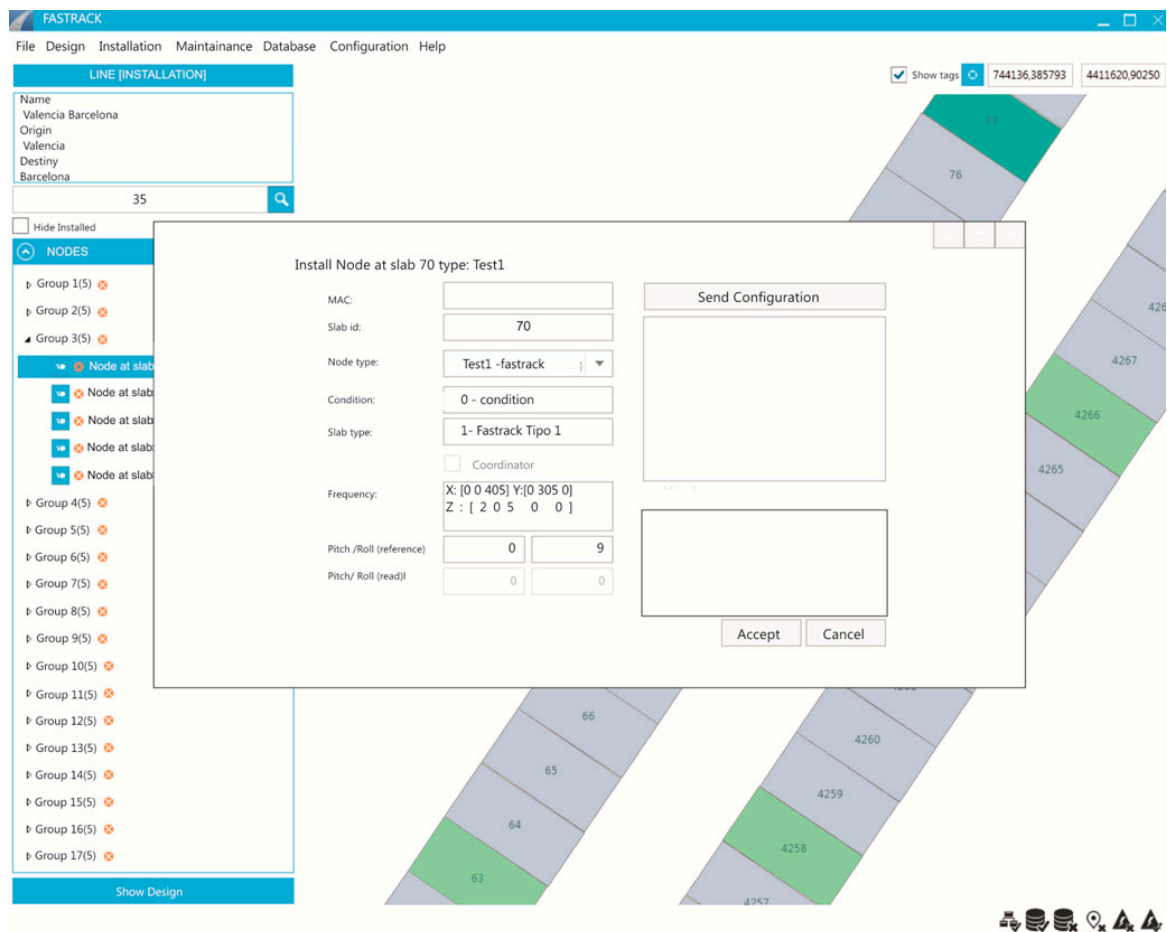 FASTRACK
File Design Installation Maintainance Database Configuration Help
LINE [INSTALLATION]
Show tags 744136,385793 4411620,90250
Name
Valencia Barcelona
Origin
Valencia
Destiny
Barcelona
35
Hide Installed
NODES
Group 1(5)
Group 2(5)
Group 3(5)
Node at slab
Node at slab
Node at slab
Node at slab
Node at slab
Group 4(5)
Group 5(5)
Group 6(5)
Group 7(5)
Group 8(5)
Group 9(5)
Group 10(5)
Group 11(5)
Group 12(5)
Group 13(5)
Group 14(5)
Group 15(5)
Group 16(5)
Group 17(5)
Show Design
Install Node at slab 70 type: Test1
MAC:
Slab id: 70
Node type: Test1 -fastrack
Condition: 0 - condition
Slab type: 1- Fastrack Tipo 1
Coordinator
Frequency: X: [0 0 405] Y:[0 305 0]
Z : [ 2 0 5 0 0 ]
Pitch /Roll (reference) 0 9
Pitch/ Roll (read)l 0 0
Send Configuration
Accept Cancel
77
76
426
4267
4266
4265
66
65
64
63
4260
4259
4258
4257